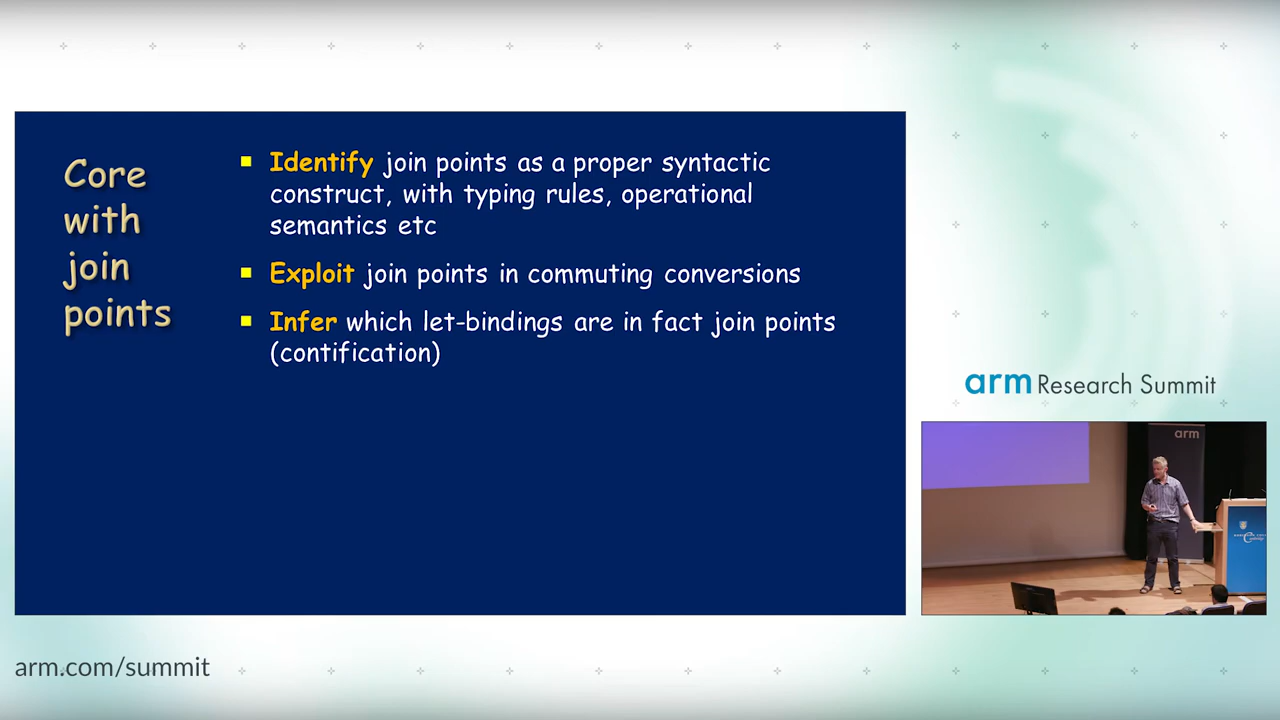 Core
with
join
points
Identify join points as a proper syntactic
construct, with typing rules, operational
semantics etc
Exploit join points in commuting conversions
Infer which let-bindings are in fact join points
(contification)
arm Research Summit
arm
arm.com/summit